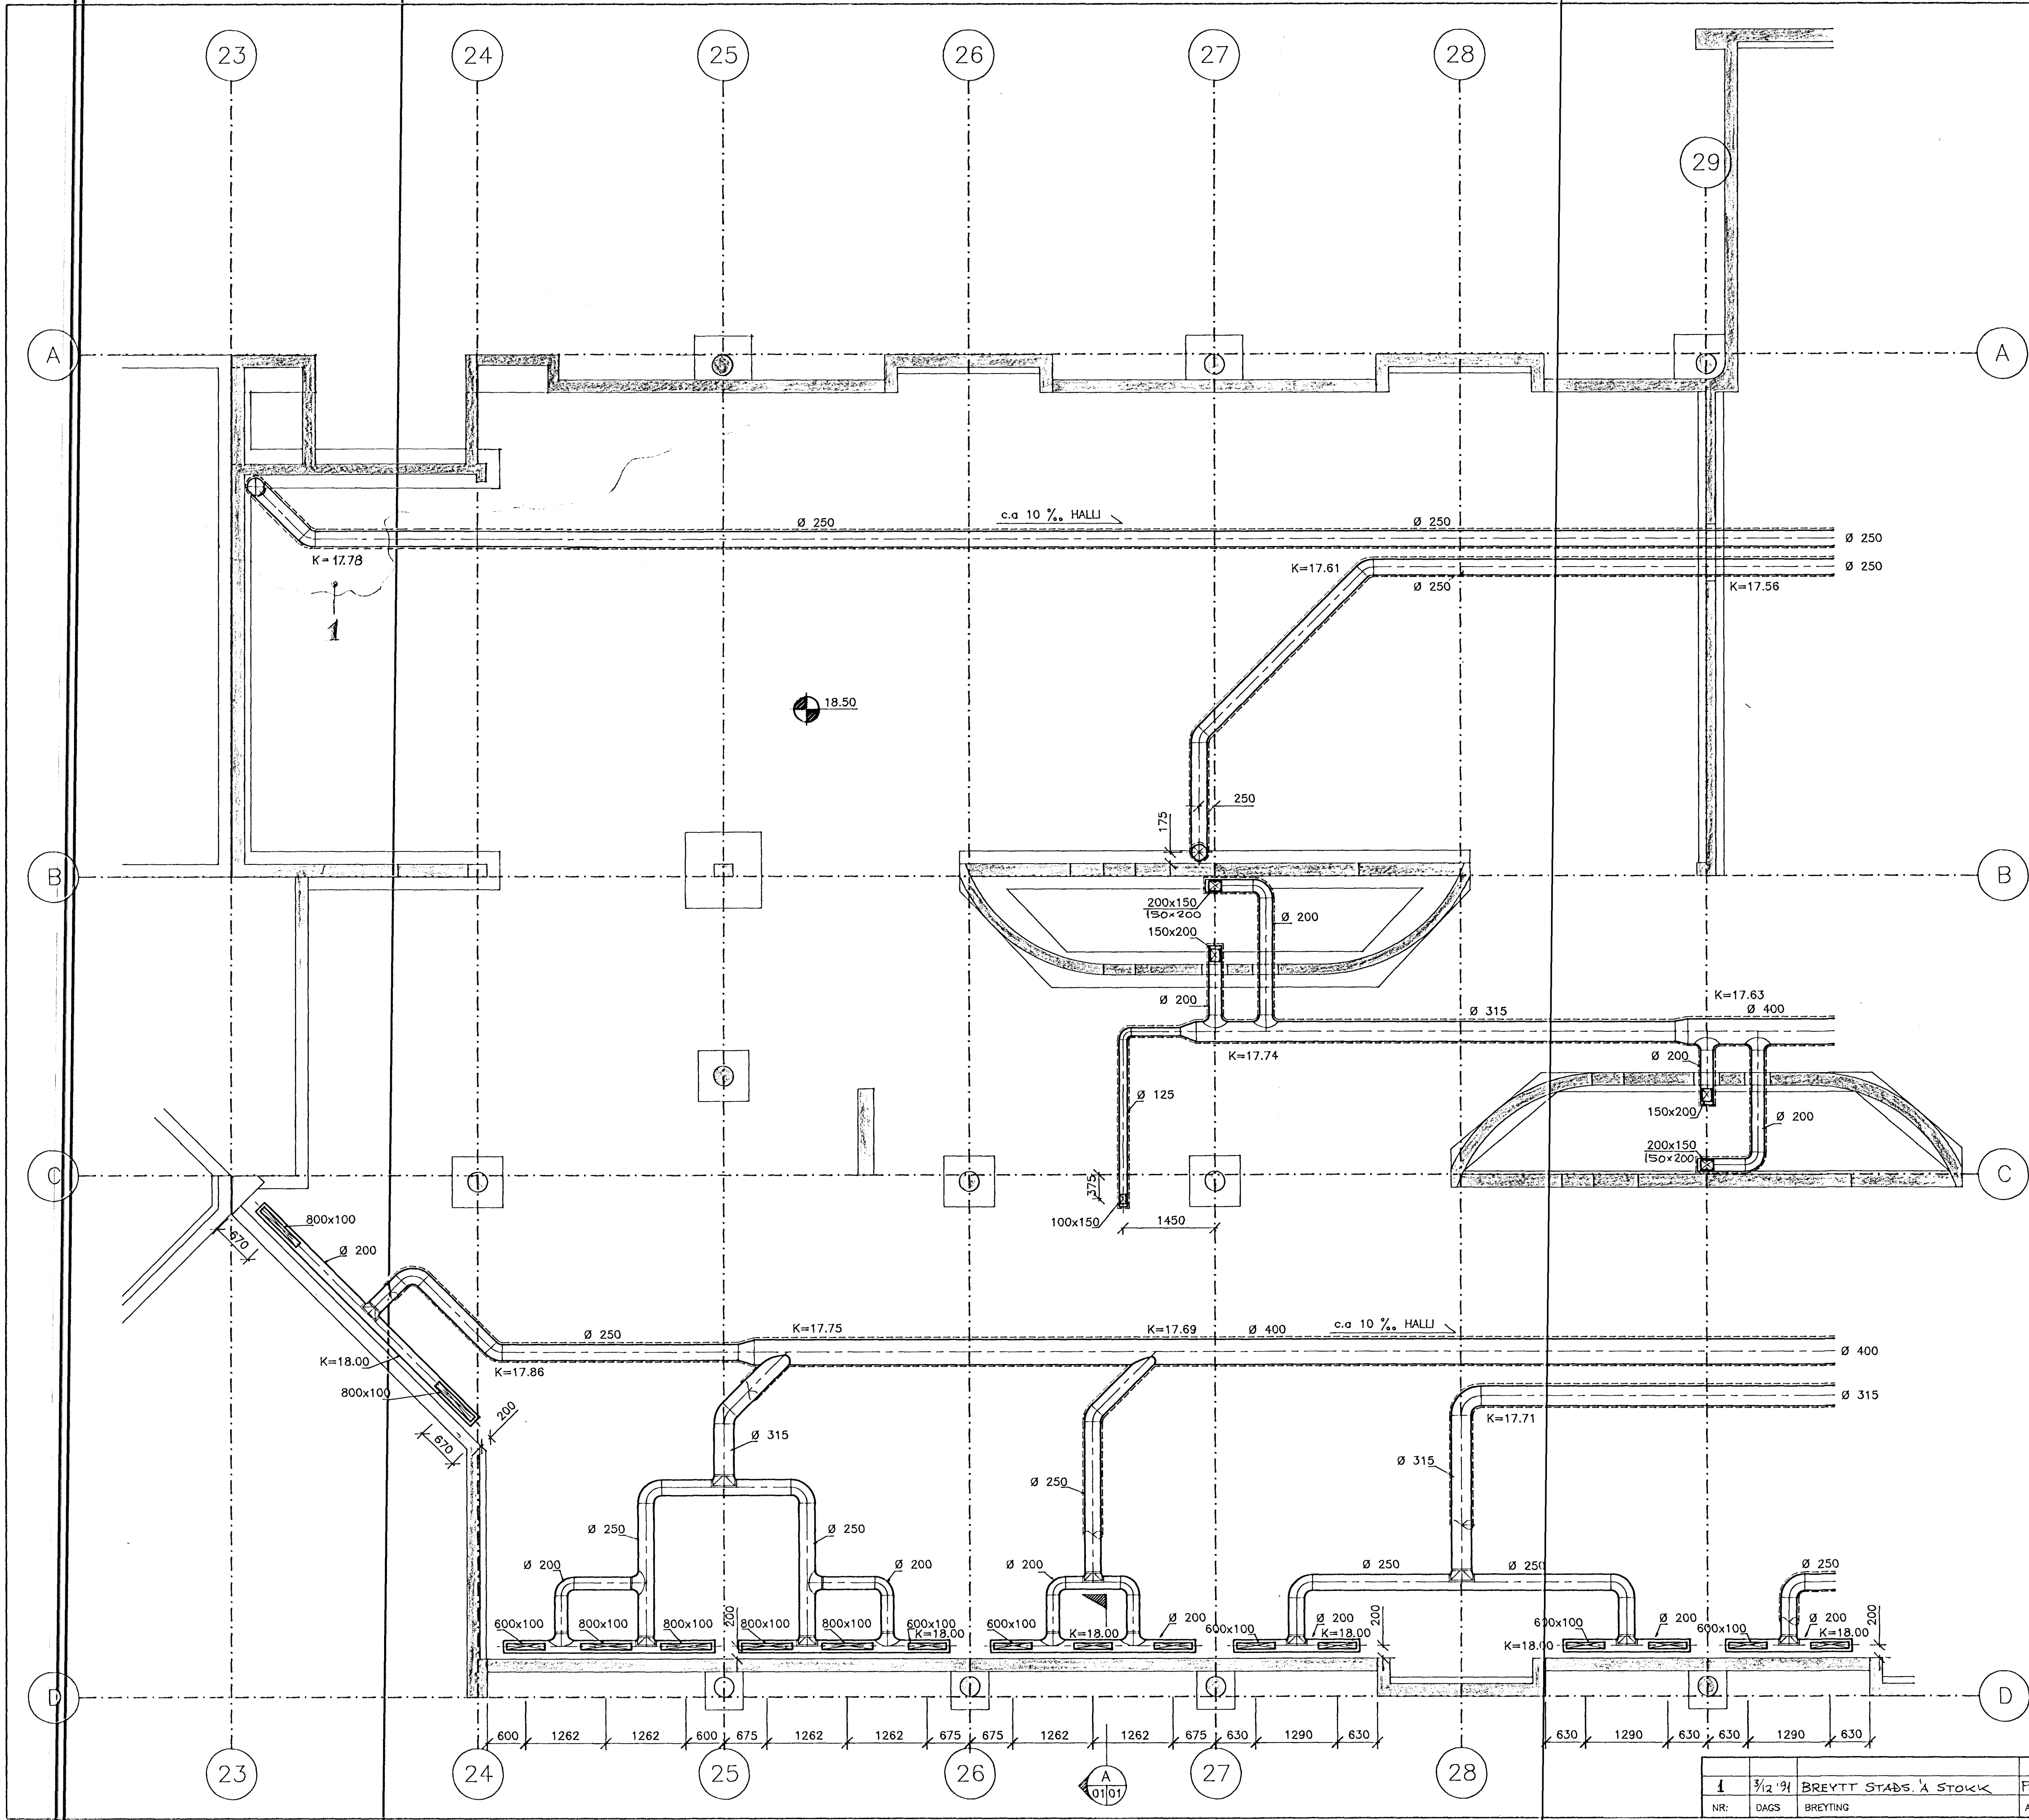 23 24 25 26 27 28
29
A A
Ø 250 c.a 10 ‰ HALLI Ø 250
Ø 250
K=17.78
K=17.61 Ø 250
Ø 250 K=17.56
1
18.50
250
175
B B
200x150
150x200
Ø 200
150x200
K=17.63
Ø 200 Ø 315 Ø 400
K=17.74 Ø 200
Ø 125
150x200 Ø 200
200x150
150x200
C C
375
100x150 1450
800x100
670
Ø 200
Ø 250 K=17.75 K=17.69 Ø 400 c.a 10 ‰ HALLI
Ø 400
K=18.00
K=17.86
800x100
Ø 315
200
K=17.71
670
Ø 315
Ø 315
Ø 250
Ø 250 Ø 250
Ø 200 Ø 200 Ø 200 Ø 250 Ø 250 Ø 250
600x100 800x100 800x100 200 800x100 800x100 600x100 600x100 Ø 200 600x100 Ø 200 200 600x100 Ø 200 600x100 Ø 200 200
K=18.00 K=18.00 K=18.00 K=18.00 K=18.00
D D
600 1262 1262 600 675 1262 1262 675 675 1262 1262 675 630 1290 630 630 1290 630 630 1290 630
23 24 25 26 27 28
A
01 01
1 3/12 '91 BREYTT STAÐS. Á STOKK
NR: DAGS BREYTING